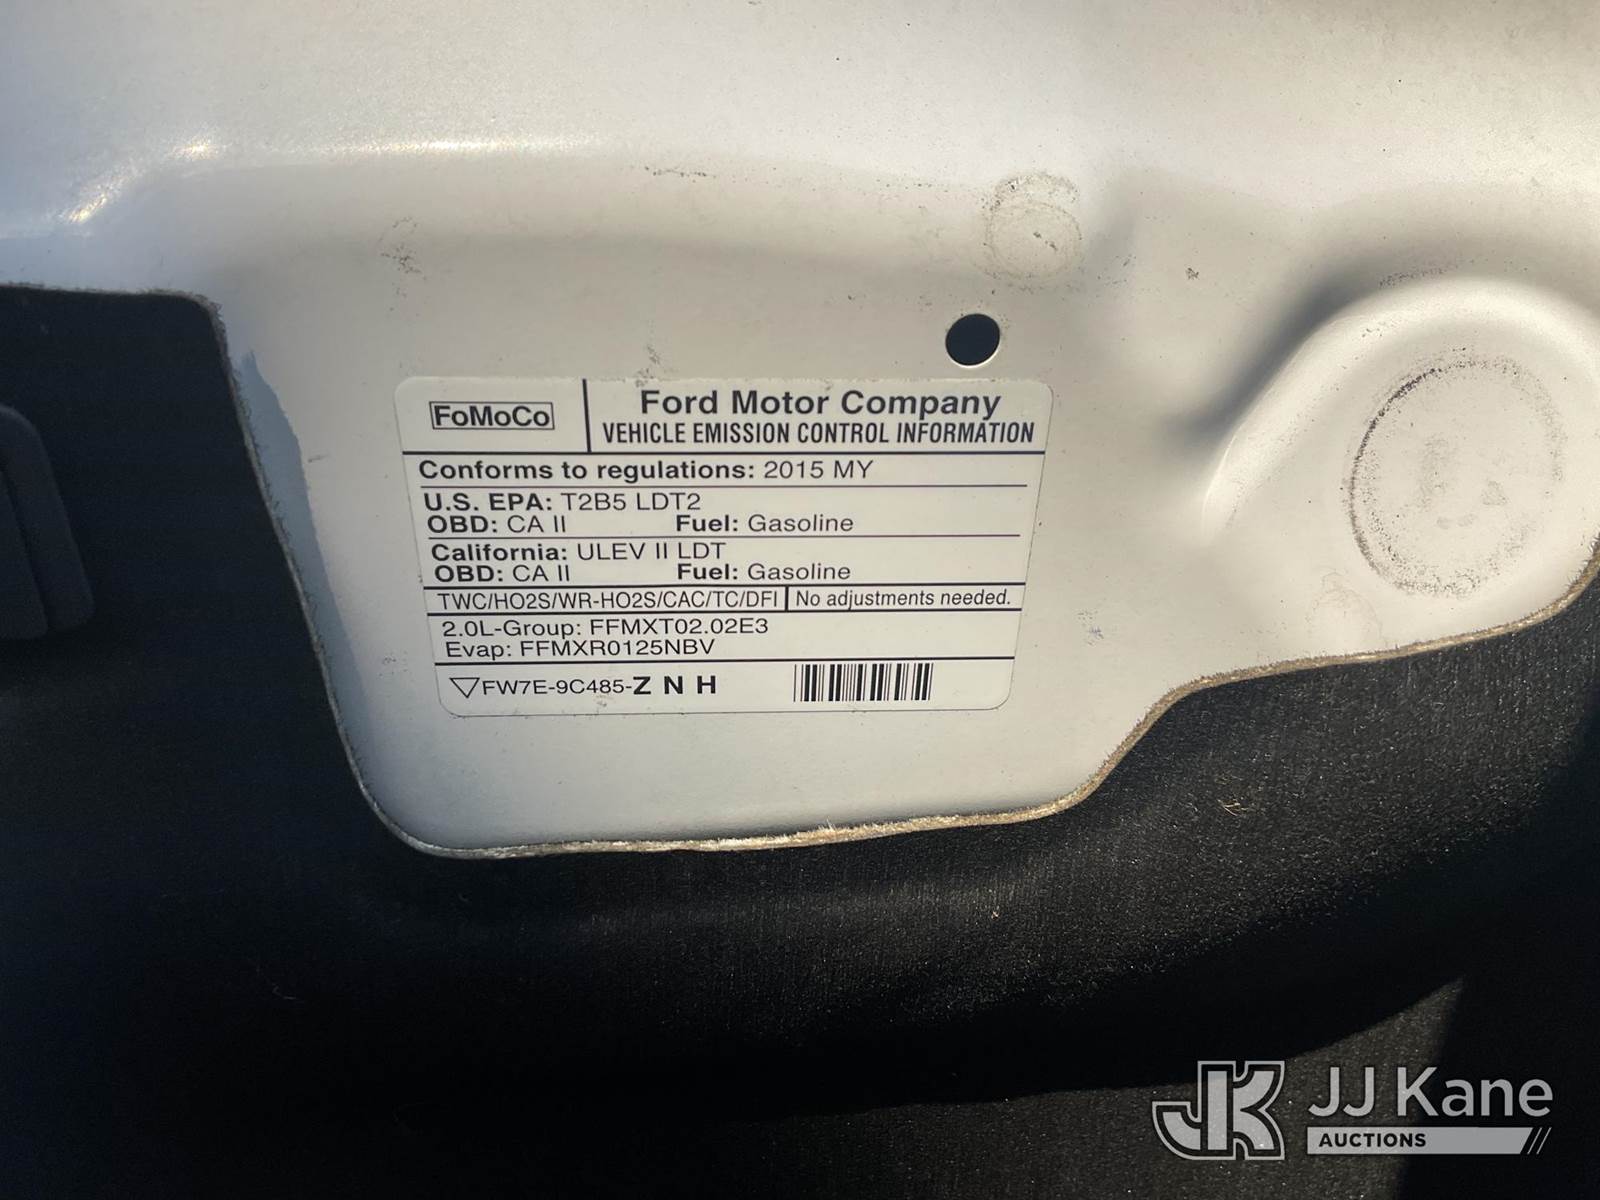 FoMoCo
Ford Motor Company
VEHICLE EMISSION CONTROL INFORMATION
Conforms to regulations: 2015 MY
U.S. EPA: T2B5 LDT2
OBD: CA II Fuel: Gasoline
California: ULEV II LDT
OBD: CA II Fuel: Gasoline
TWC/HO2S/WR-HO2S/CAC/TC/DFI No adjustments needed.
2.0L-Group: FFMXT02.02E3
Evap: FFMXR0125NBV
FW7E-9C485-Z N H
JK JJ Kane
AUCTIONS